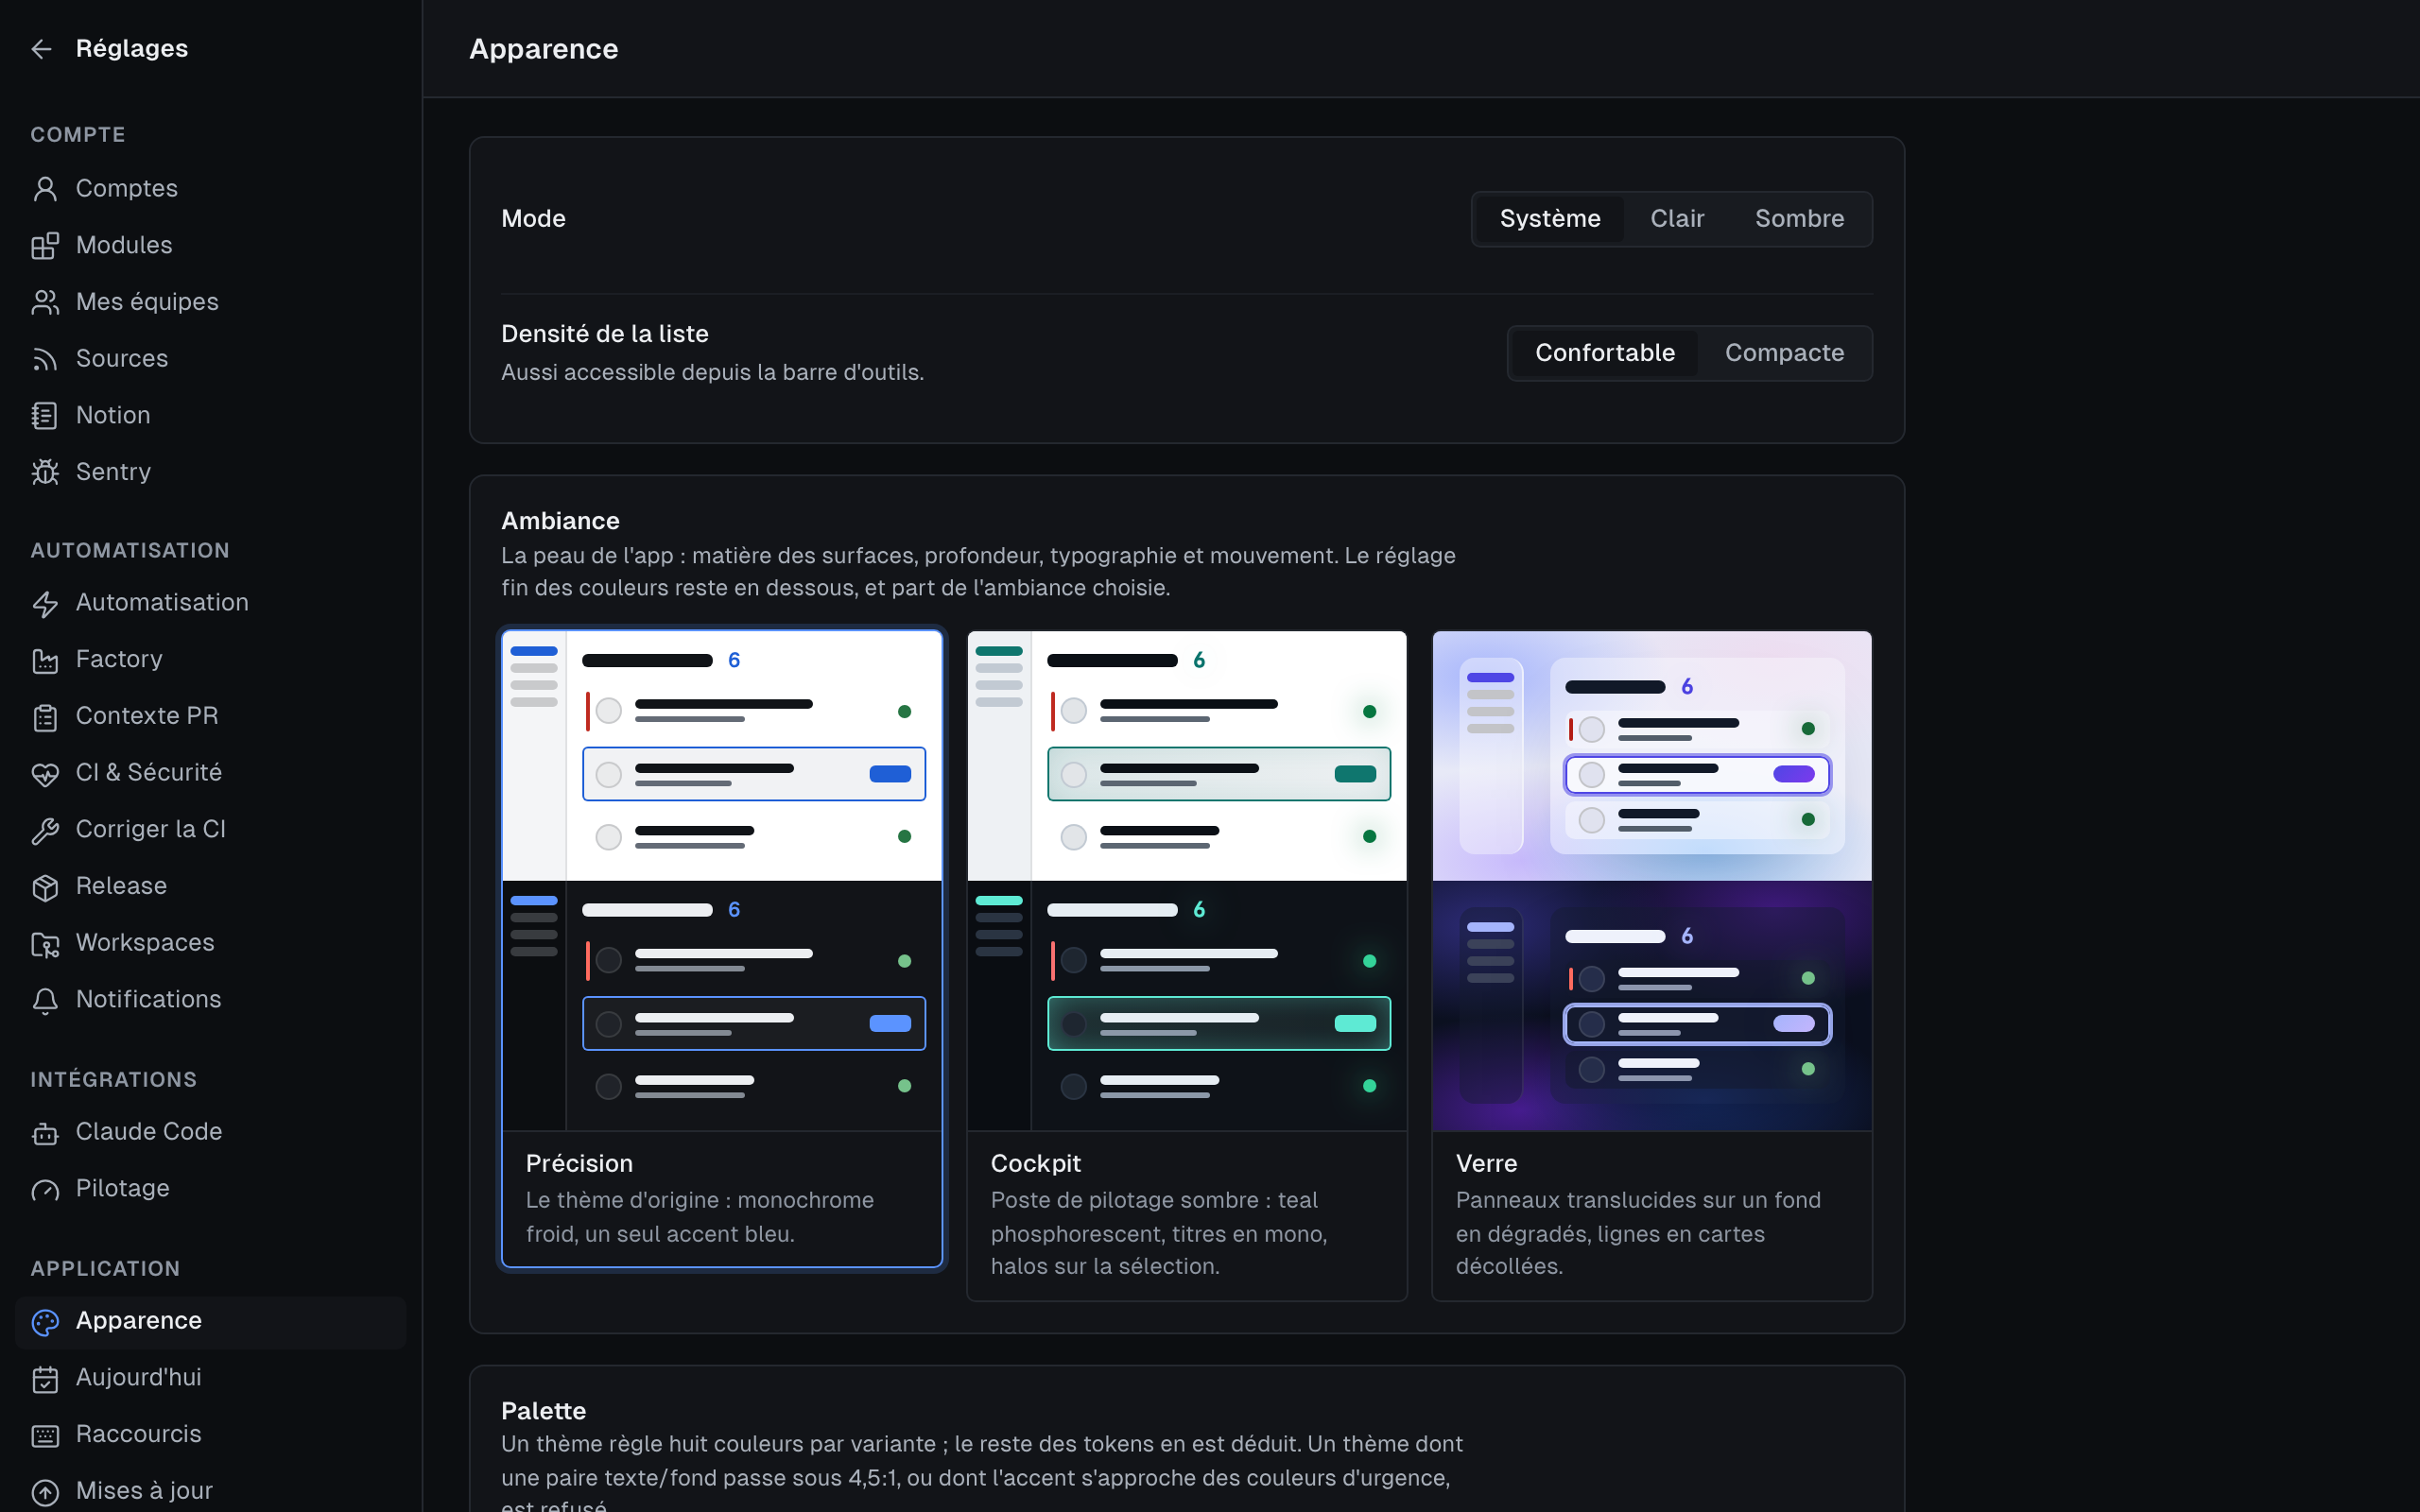 Réglages
COMPTE
Comptes
Modules
Mes équipes
Sources
Notion
Sentry
AUTOMATISATION
Automatisation
Factory
Contexte PR
CI & Sécurité
Corriger la CI
Release
Workspaces
Notifications
INTÉGRATIONS
Claude Code
Pilotage
APPLICATION
Apparence
Aujourd'hui
Raccourcis
Mises à jour
Apparence
Mode
Système Clair Sombre
Densité de la liste
Aussi accessible depuis la barre d'outils.
Confortable Compacte
Ambiance
La peau de l'app : matière des surfaces, profondeur, typographie et mouvement. Le réglage
fin des couleurs reste en dessous, et part de l'ambiance choisie.
6
6
Précision
Le thème d'origine : monochrome
froid, un seul accent bleu.
6
6
Cockpit
Poste de pilotage sombre : teal
phosphorescent, titres en mono,
halos sur la sélection.
6
6
Verre
Panneaux translucides sur un fond
en dégradés, lignes en cartes
décollées.
Palette
Un thème règle huit couleurs par variante ; le reste des tokens en est déduit. Un thème dont
une paire texte/fond passe sous 4,5:1, ou dont l'accent s'approche des couleurs d'urgence,
est refusé.